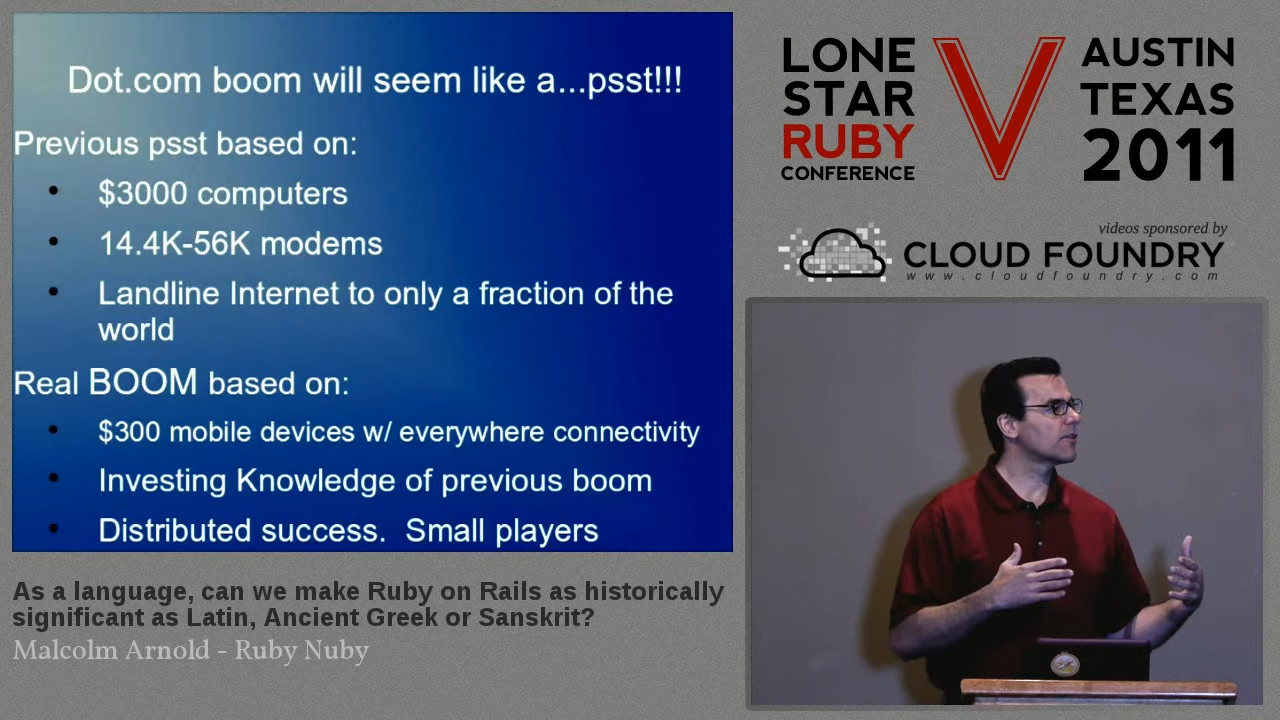 Dot.com boom will seem like a...psst!!!
Previous psst based on:
• $3000 computers
• 14.4K-56K modems
• Landline Internet to only a fraction of the
world
Real BOOM based on:
• $300 mobile devices w/ everywhere connectivity
• Investing Knowledge of previous boom
• Distributed success.  Small players
As a language, can we make Ruby on Rails as historically
significant as Latin, Ancient Greek or Sanskrit?
Malcolm Arnold - Ruby Nuby
LONE
STAR
RUBY
CONFERENCE
V
AUSTIN
TEXAS
2011
videos sponsored by
CLOUD FOUNDRY
www.cloudfoundry.com